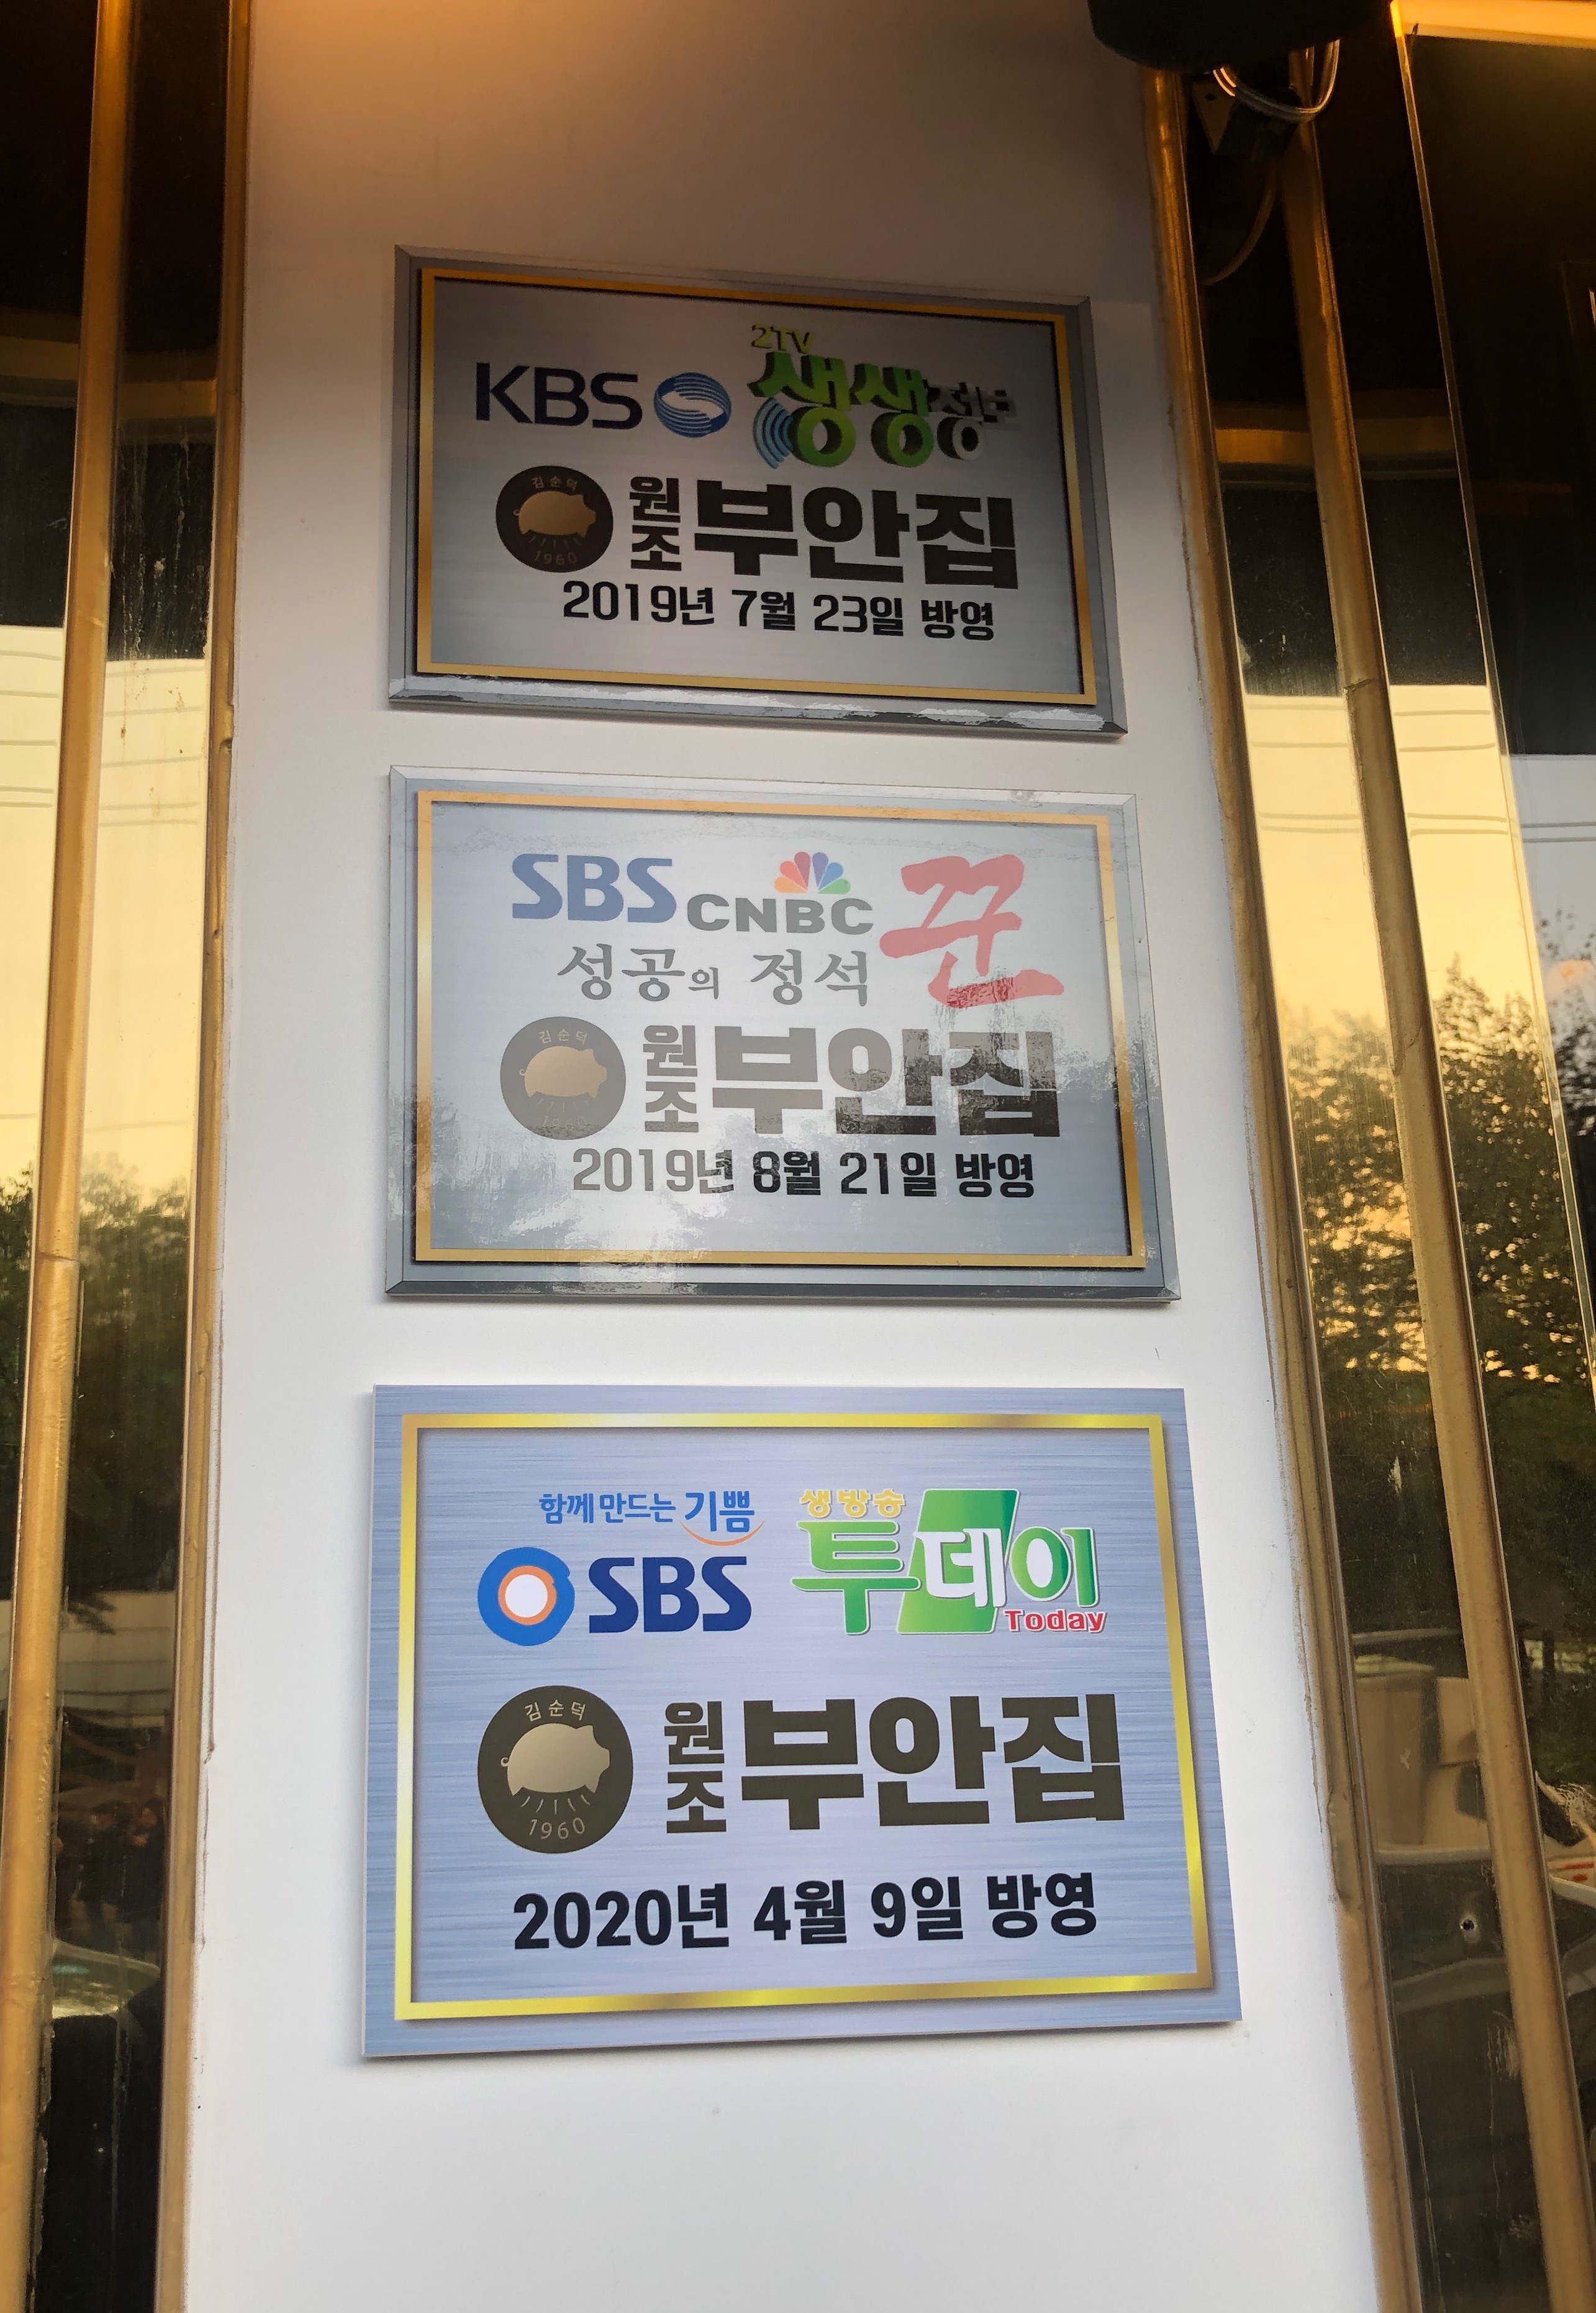 2TV
KBS 생생정보
김순덕
1960
원조 부안집
2019년 7월 23일 방영
SBS CNBC
성공의 정석 꾼
김순덕
원조 부안집
2019년 8월 21일 방영
함께 만드는 기쁨 생방송
SBS 투데이
Today
김순덕
1960
원조 부안집
2020년 4월 9일 방영